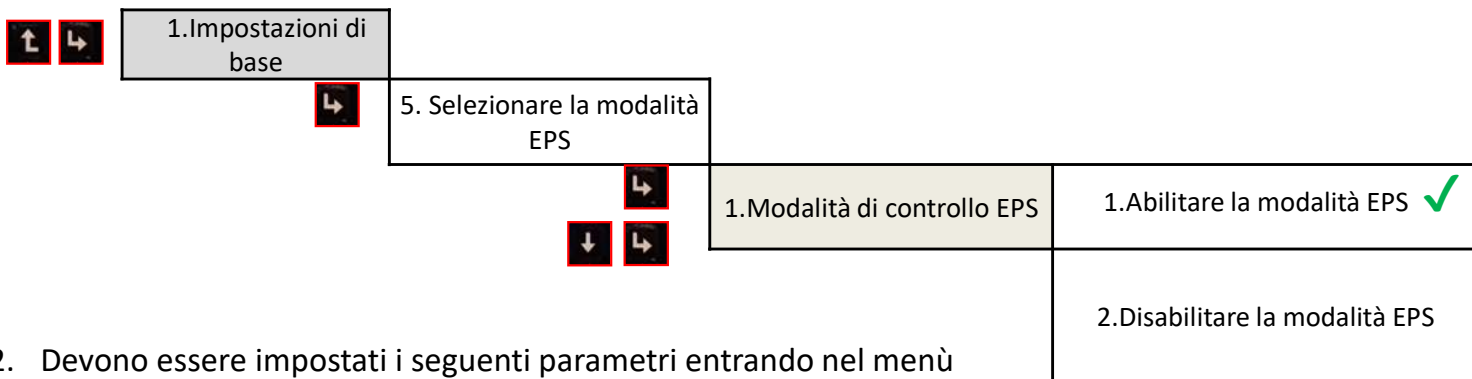 1.Impostazioni di
base
5. Selezionare la modalità
EPS
1.Modalità di controllo EPS
1.Abilitare la modalità EPS
2.Disabilitare la modalità EPS
2. Devono essere impostati i seguenti parametri entrando nel menù